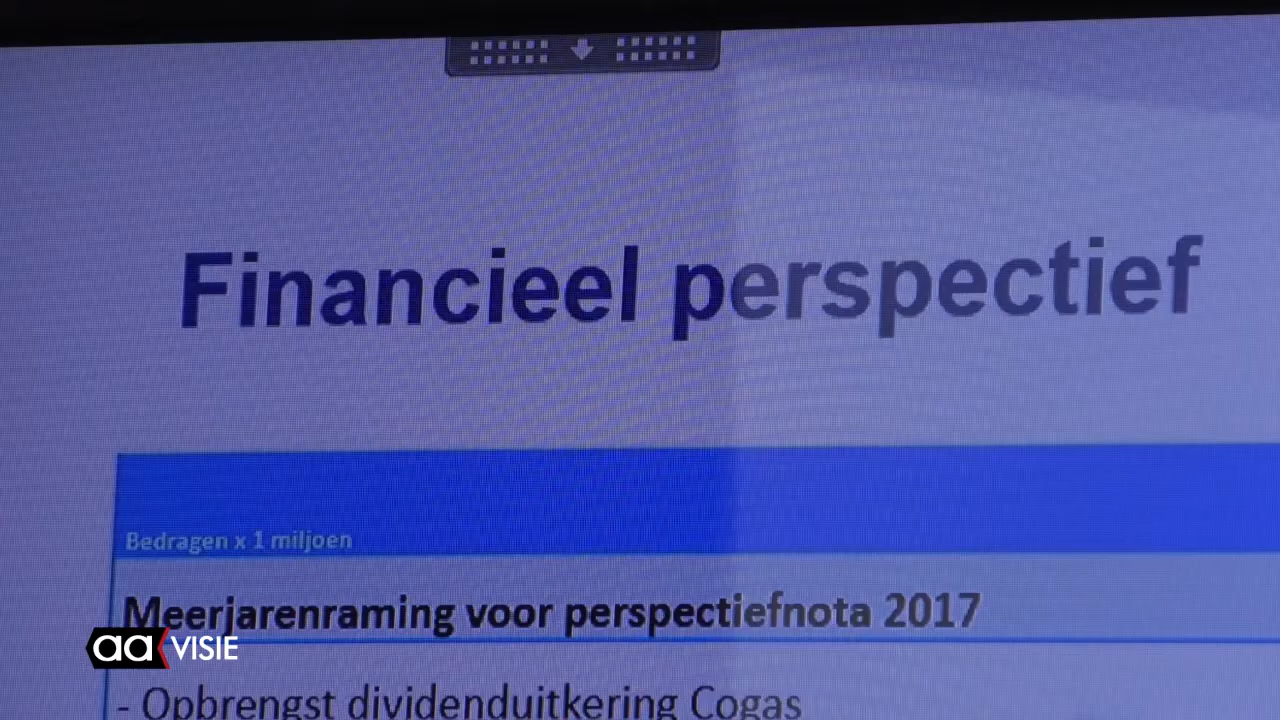 Financieel perspectief
Bedragen x 1 miljoen
Meerjarenraming voor perspectiefnota 2017
aa VISIE
- Opbrengst dividenduitkering Cogas